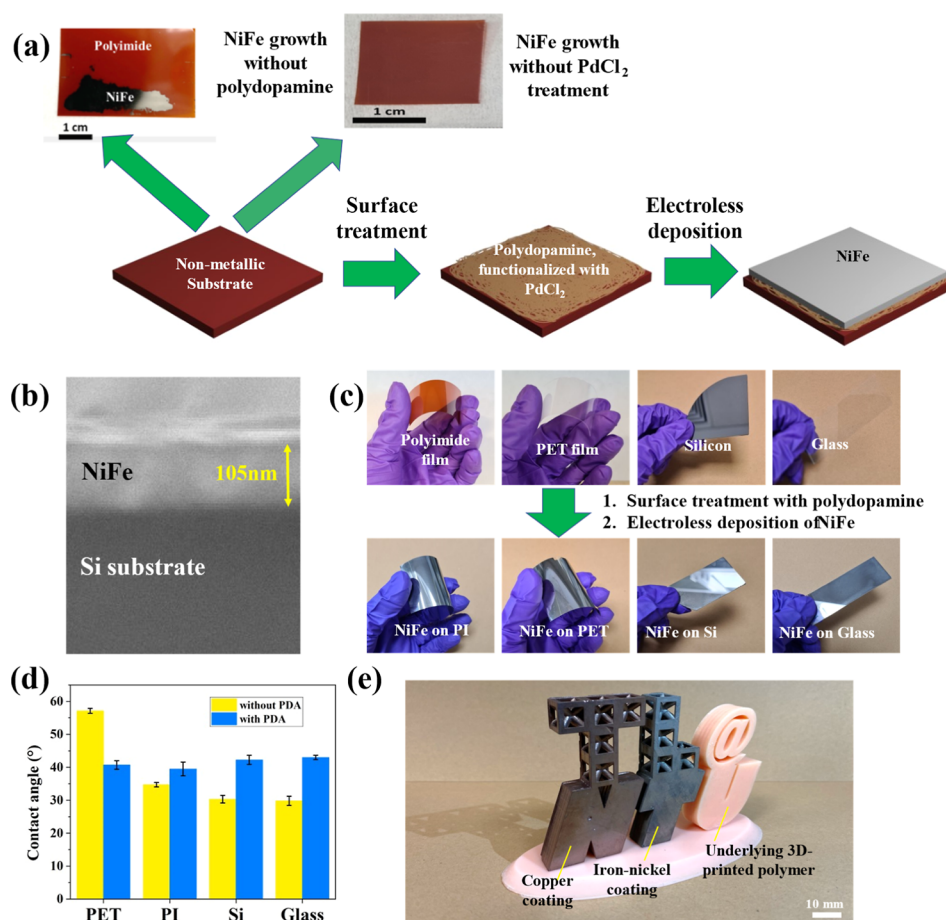 (a)
Polyimide
NiFe
1 cm
NiFe growth
without
polydopamine
1 cm
NiFe growth
without PdCl2
treatment
Non-metallic
Substrate
Surface
treatment
Polydopamine,
functionalized with
PdCl2
Electroless
deposition
NiFe
(b)
NiFe
105nm
Si substrate
(c)
Polyimide
film
PET film
Silicon
Glass
1. Surface treatment with polydopamine
2. Electroless deposition of NiFe
NiFe on PI
NiFe on PET
NiFe on Si
NiFe on Glass
(d)
Contact angle (°)
60
50
40
30
20
10
0
without PDA
with PDA
PET
PI
Si
Glass
(e)
Copper
coating
Iron-nickel
coating
Underlying 3D-
printed polymer
10 mm